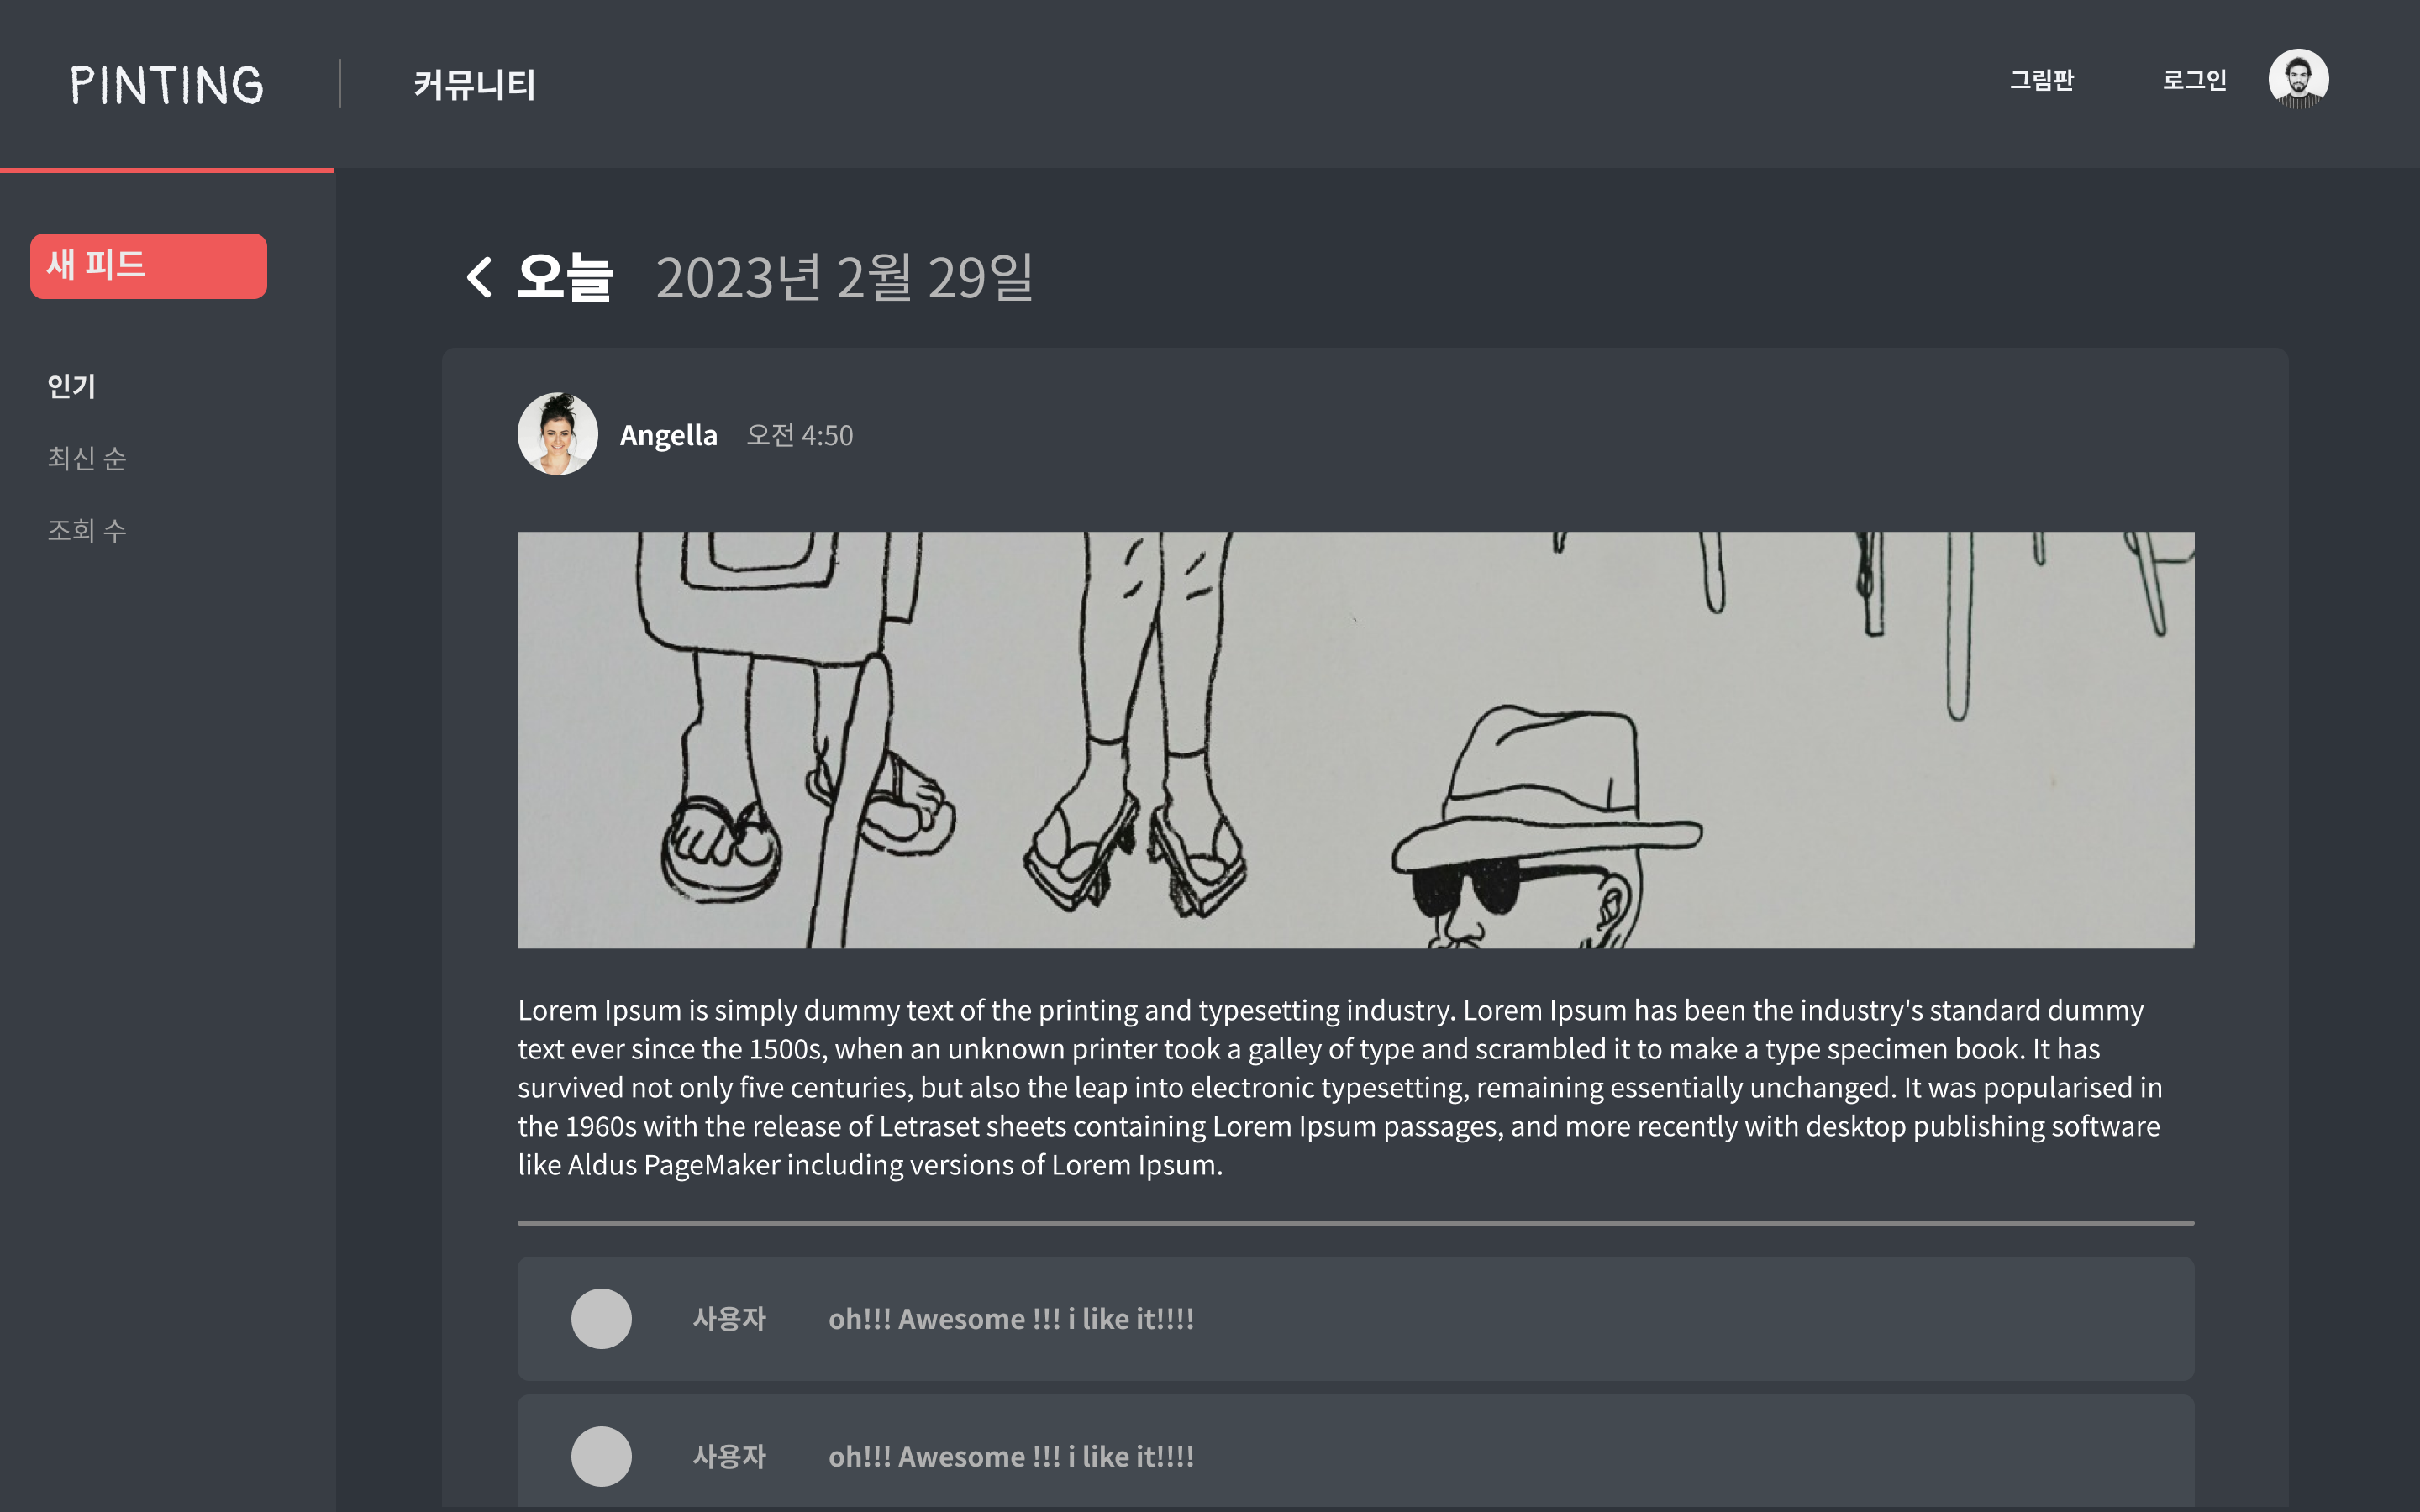 PINTING
커뮤니티
그림판
로그인
새 피드
인기
최신 순
조회 수
오늘 2023년 2월 29일
Angella 오전 4:50
Lorem Ipsum is simply dummy text of the printing and typesetting industry. Lorem Ipsum has been the industry's standard dummy
text ever since the 1500s, when an unknown printer took a galley of type and scrambled it to make a type specimen book. It has
survived not only five centuries, but also the leap into electronic typesetting, remaining essentially unchanged. It was popularised in
the 1960s with the release of Letraset sheets containing Lorem Ipsum passages, and more recently with desktop publishing software
like Aldus PageMaker including versions of Lorem Ipsum.
사용자 oh!!! Awesome !!! i like it!!!!
사용자 oh!!! Awesome !!! i like it!!!!